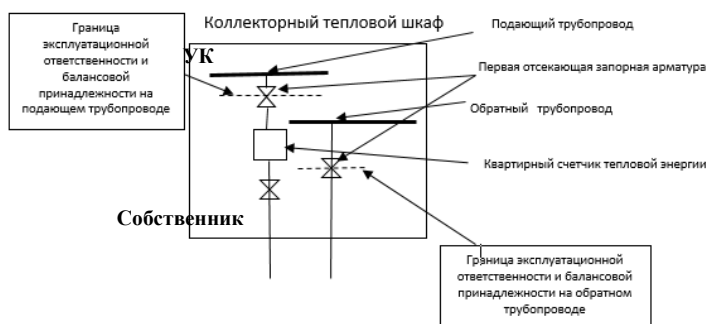 Граница
эксплуатационной
ответственности и
балансовой
принадлежности на
подающем трубопроводе
Коллекторный тепловой шкаф
УК
Подающий трубопровод
Первая отсекающая запорная арматура
Обратный трубопровод
Квартирный счетчик тепловой энергии
Собственник
Граница эксплуатационной
ответственности и балансовой
принадлежности на обратном
трубопроводе